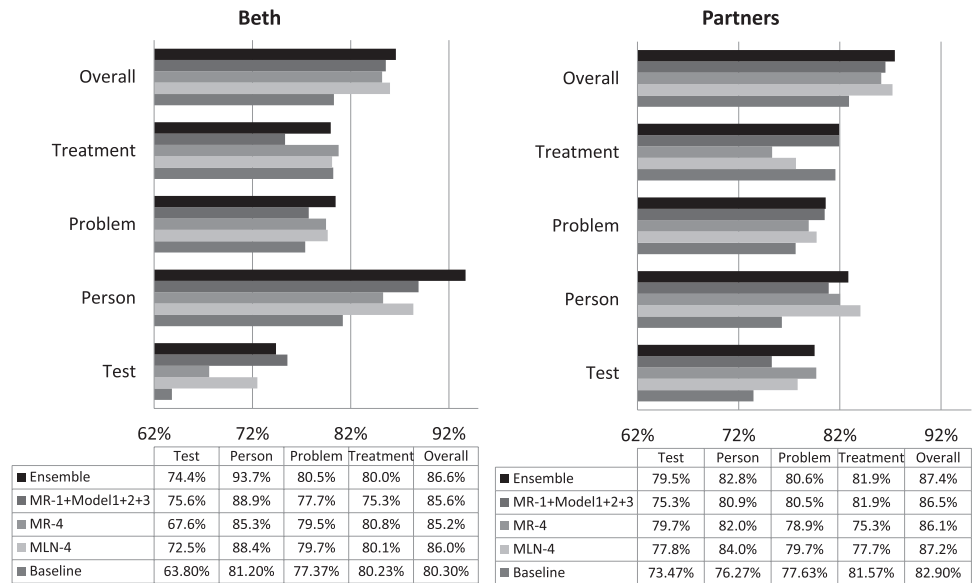 Beth
Overall
Treatment
Problem
Person
Test
62% 72% 82% 92%
Test Person Problem Treatment Overall
Ensemble 74.4% 93.7% 80.5% 80.0% 86.6%
MR-1+Model1+2+3 75.6% 88.9% 77.7% 75.3% 85.6%
MR-4 67.6% 85.3% 79.5% 80.8% 85.2%
MLN-4 72.5% 88.4% 79.7% 80.1% 86.0%
Baseline 63.80% 81.20% 77.37% 80.23% 80.30%
Partners
Overall
Treatment
Problem
Person
Test
62% 72% 82% 92%
Test Person Problem Treatment Overall
Ensemble 79.5% 82.8% 80.6% 81.9% 87.4%
MR-1+Model1+2+3 75.3% 80.9% 80.5% 81.9% 86.5%
MR-4 79.7% 82.0% 78.9% 75.3% 86.1%
MLN-4 77.8% 84.0% 79.7% 77.7% 87.2%
Baseline 73.47% 76.27% 77.63% 81.57% 82.90%